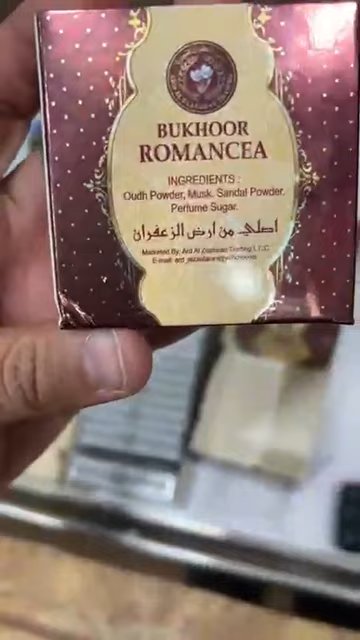 BUKHOOR
ROMANCEA
INGREDIENTS :
Oudh Powder, Musk, Sandal Powder,
Perfume Sugar.
اصلي من أرض الزعفران
Marketed By. Ard Al Zaafaran Trading L.L.C
E-mail: